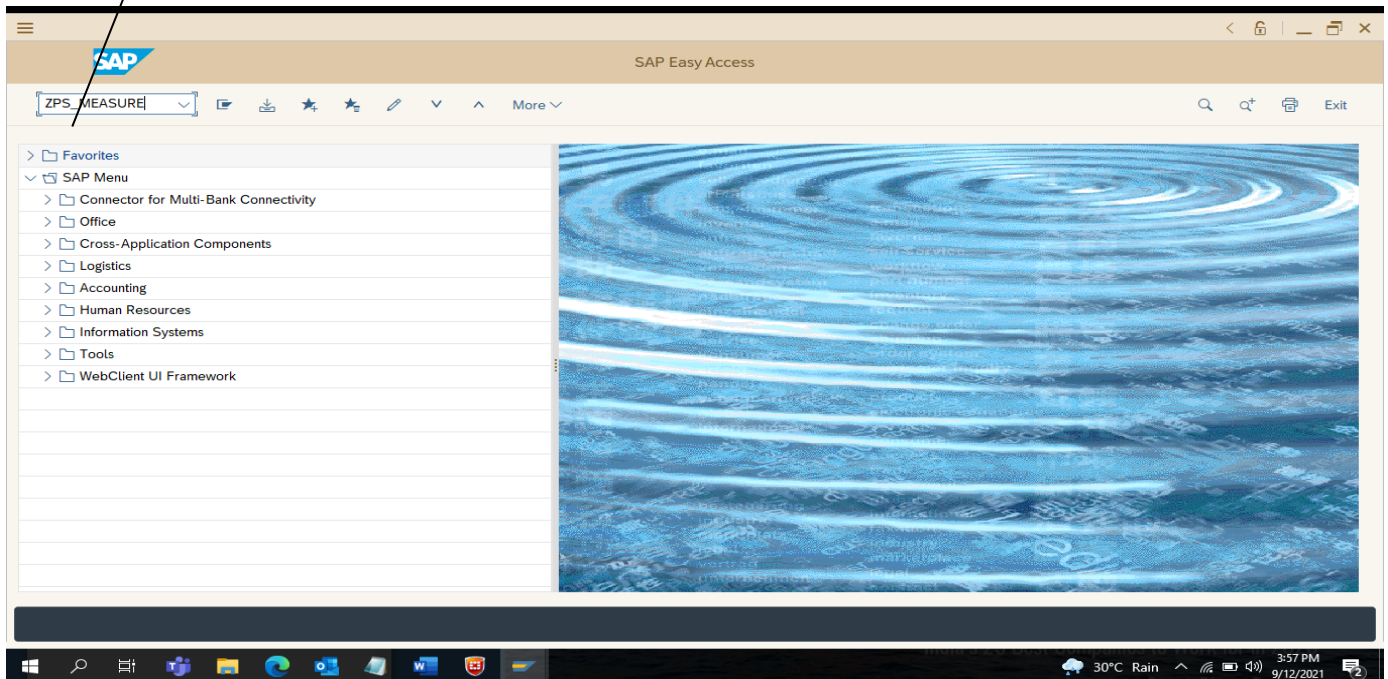 SAP
SAP Easy Access
ZPS_MEASURE
More
Exit
Favorites
SAP Menu
Connector for Multi-Bank Connectivity
Office
Cross-Application Components
Logistics
Accounting
Human Resources
Information Systems
Tools
WebClient UI Framework
30°C Rain
3:57 PM
9/12/2021
2